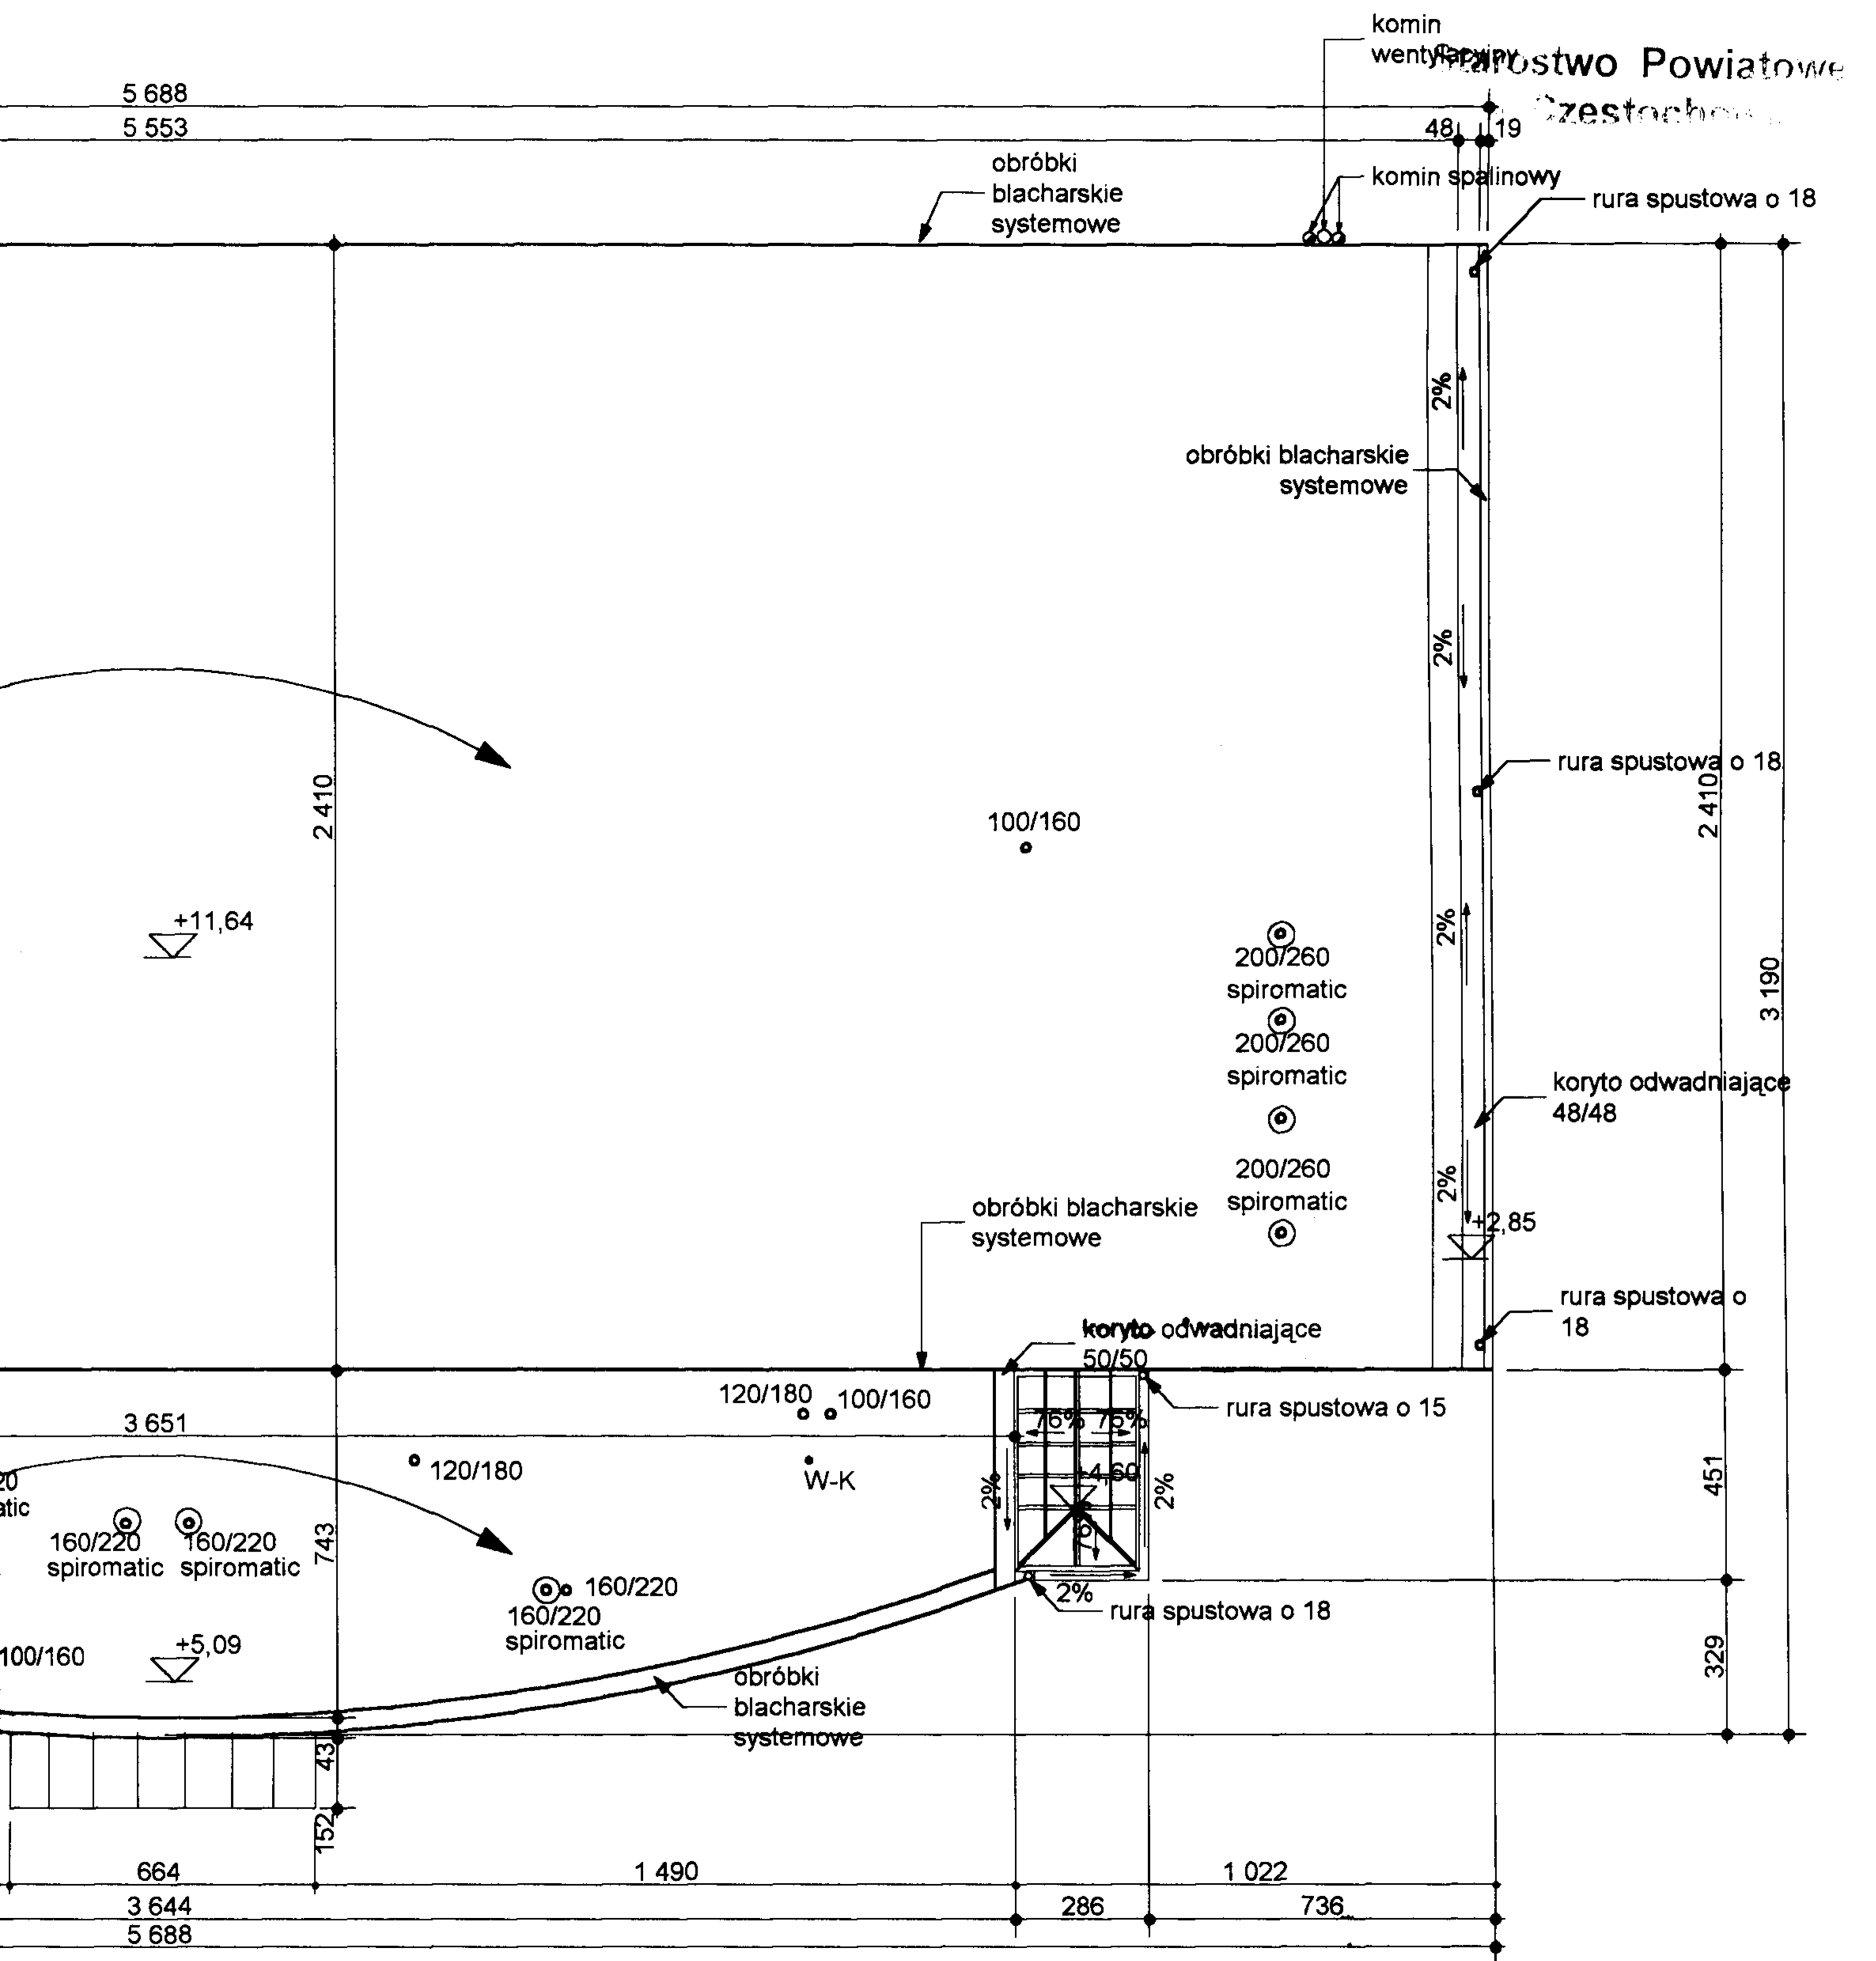 komin
wentylacyjny
Starostwo Powiatowe
5 688
5 553
48
19
obróbki
blacharskie
systemowe
komin spalinowy
rura spustowa o 18
2%
obróbki blacharskie
systemowe
2%
rura spustowa o 18
2 410
2 410
100/160
+11,64
2%
200/260
spiromatic
3 190
200/260
spiromatic
koryto odwadniające
48/48
200/260
spiromatic
2%
obróbki blacharskie
systemowe
+2,85
rura spustowa o
18
koryto odwadniające
50/50
120/180
100/160
rura spustowa o 15
3 651
76%
76%
120/180
W-K
+4,60
2%
2%
451
20
atic
160/220
spiromatic
160/220
spiromatic
743
160/220
160/220
spiromatic
2%
rura spustowa o 18
100/160
+5,09
329
obróbki
blacharskie
systemowe
43
152
664
1 490
1 022
3 644
286
736
5 688